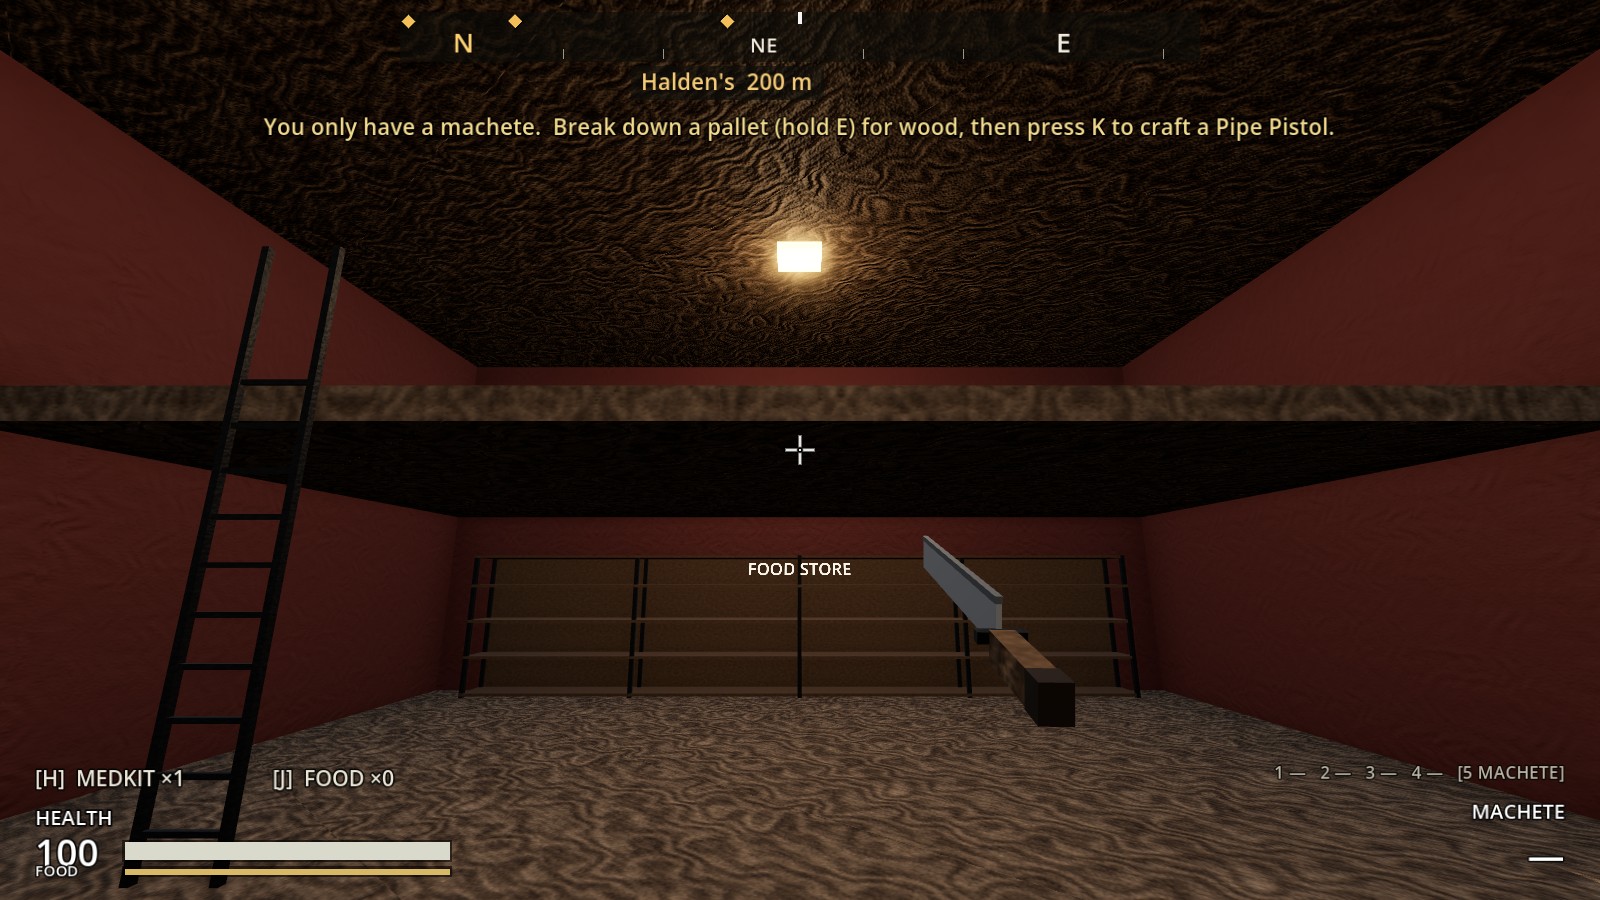 N NE E
Halden's 200 m
You only have a machete. Break down a pallet (hold E) for wood, then press K to craft a Pipe Pistol.
FOOD STORE
[H] MEDKIT ×1 [J] FOOD ×0
1 — 2 — 3 — 4 — [5 MACHETE]
HEALTH
MACHETE
100
FOOD